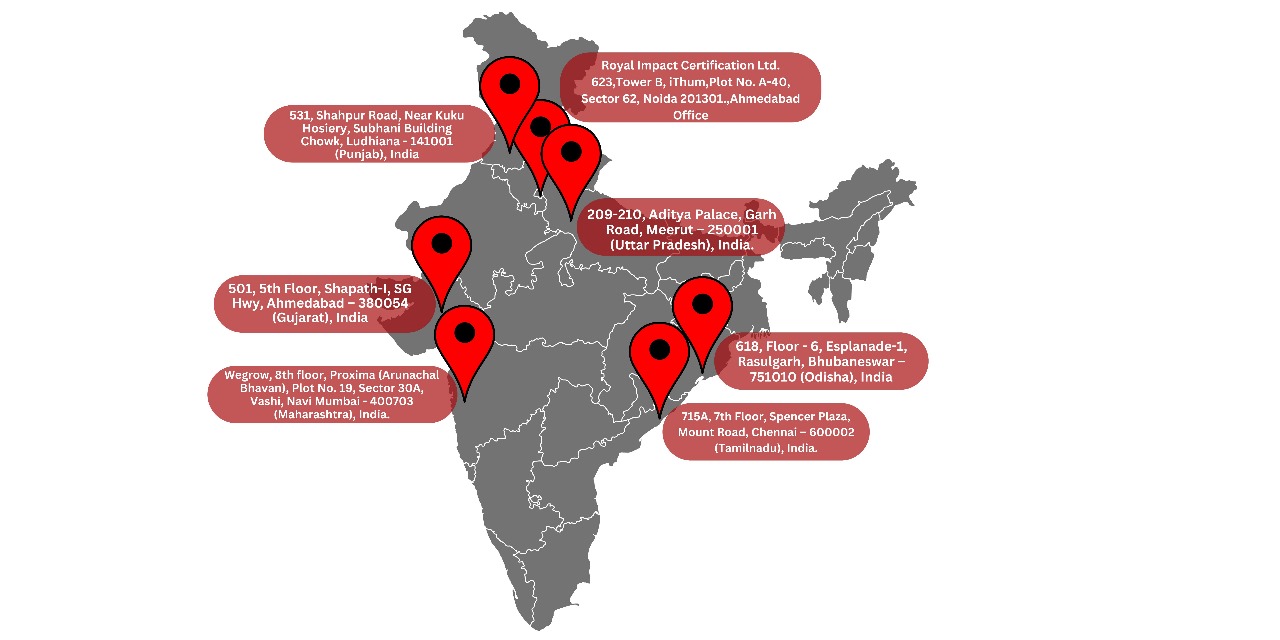 Royal Impact Certification Ltd.
623,Tower B, iThum,Plot No. A-40,
Sector 62, Noida 201301.,Ahmedabad
Office
531, Shahpur Road, Near Kuku
Hosiery, Subhani Building
Chowk, Ludhiana - 141001
(Punjab), India
209-210, Aditya Palace, Garh
Road, Meerut – 250001
(Uttar Pradesh), India.
501, 5th Floor, Shapath-I, SG
Hwy, Ahmedabad – 380054
(Gujarat), India
618, Floor - 6, Esplanade-1,
Rasulgarh, Bhubaneswar –
751010 (Odisha), India
Wegrow, 8th floor, Proxima (Arunachal
Bhavan), Plot No. 19, Sector 30A,
Vashi, Navi Mumbai - 400703
(Maharashtra), India.
715A, 7th Floor, Spencer Plaza,
Mount Road, Chennai – 600002
(Tamilnadu), India.